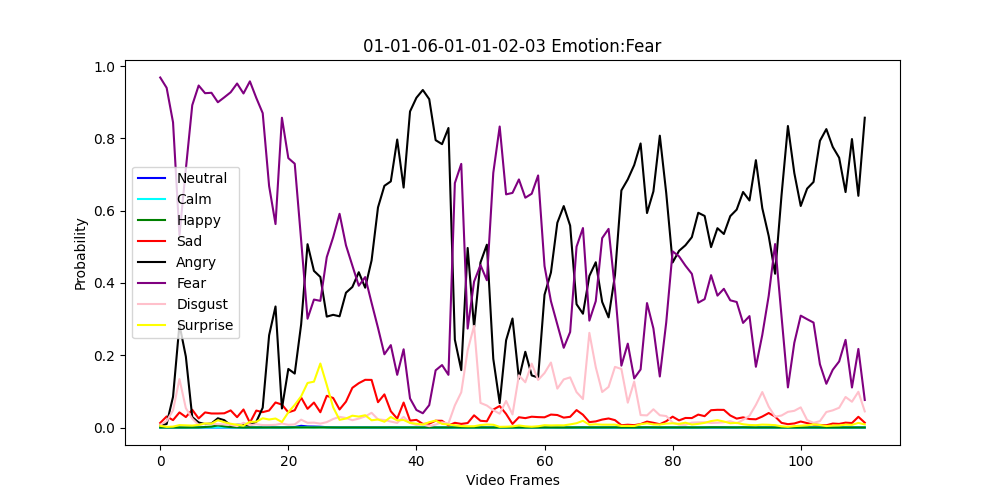 01-01-06-01-01-02-03 Emotion:Fear
1.0
0.8
0.6
0.4
0.2
0.0
Probability
Neutral
Calm
Happy
Sad
Angry
Fear
Disgust
Surprise
0 20 40 60 80 100
Video Frames